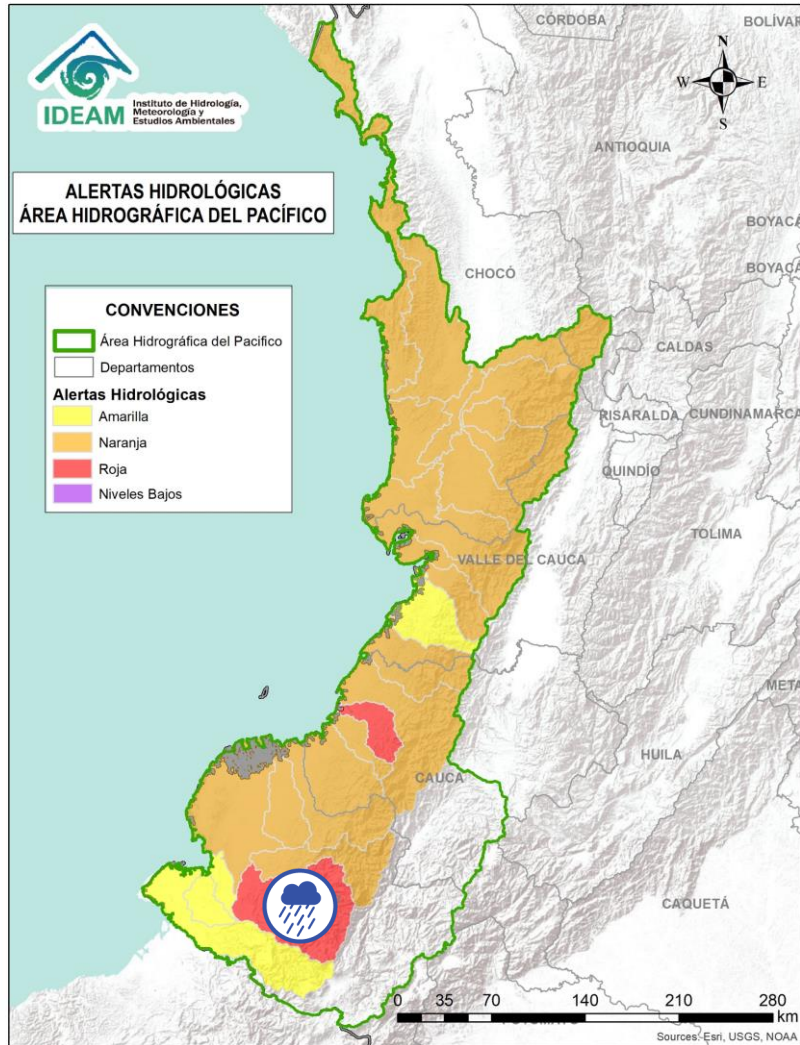 IDEAM
Instituto de Hidrología,
Meteorología y
Estudios Ambientales
ALERTAS HIDROLÓGICAS
ÁREA HIDROGRÁFICA DEL PACÍFICO
CONVENCIONES
Área Hidrográfica del Pacifico
Departamentos
Alertas Hidrológicas
Amarilla
Naranja
Roja
Niveles Bajos
N
W E
S
CÓRDOBA
BOLÍVAR
ANTIOQUIA
BOYACÁ
BOYACÁ
CHOCÓ
CALDAS
RISARALDA
CUNDINAMARCA
QUINDÍO
TOLIMA
VALLE DEL CAUCA
META
HUILA
CAUCA
CAQUETÁ
0 35 70 140 210 280
km
Sources: Esri, USGS, NOAA